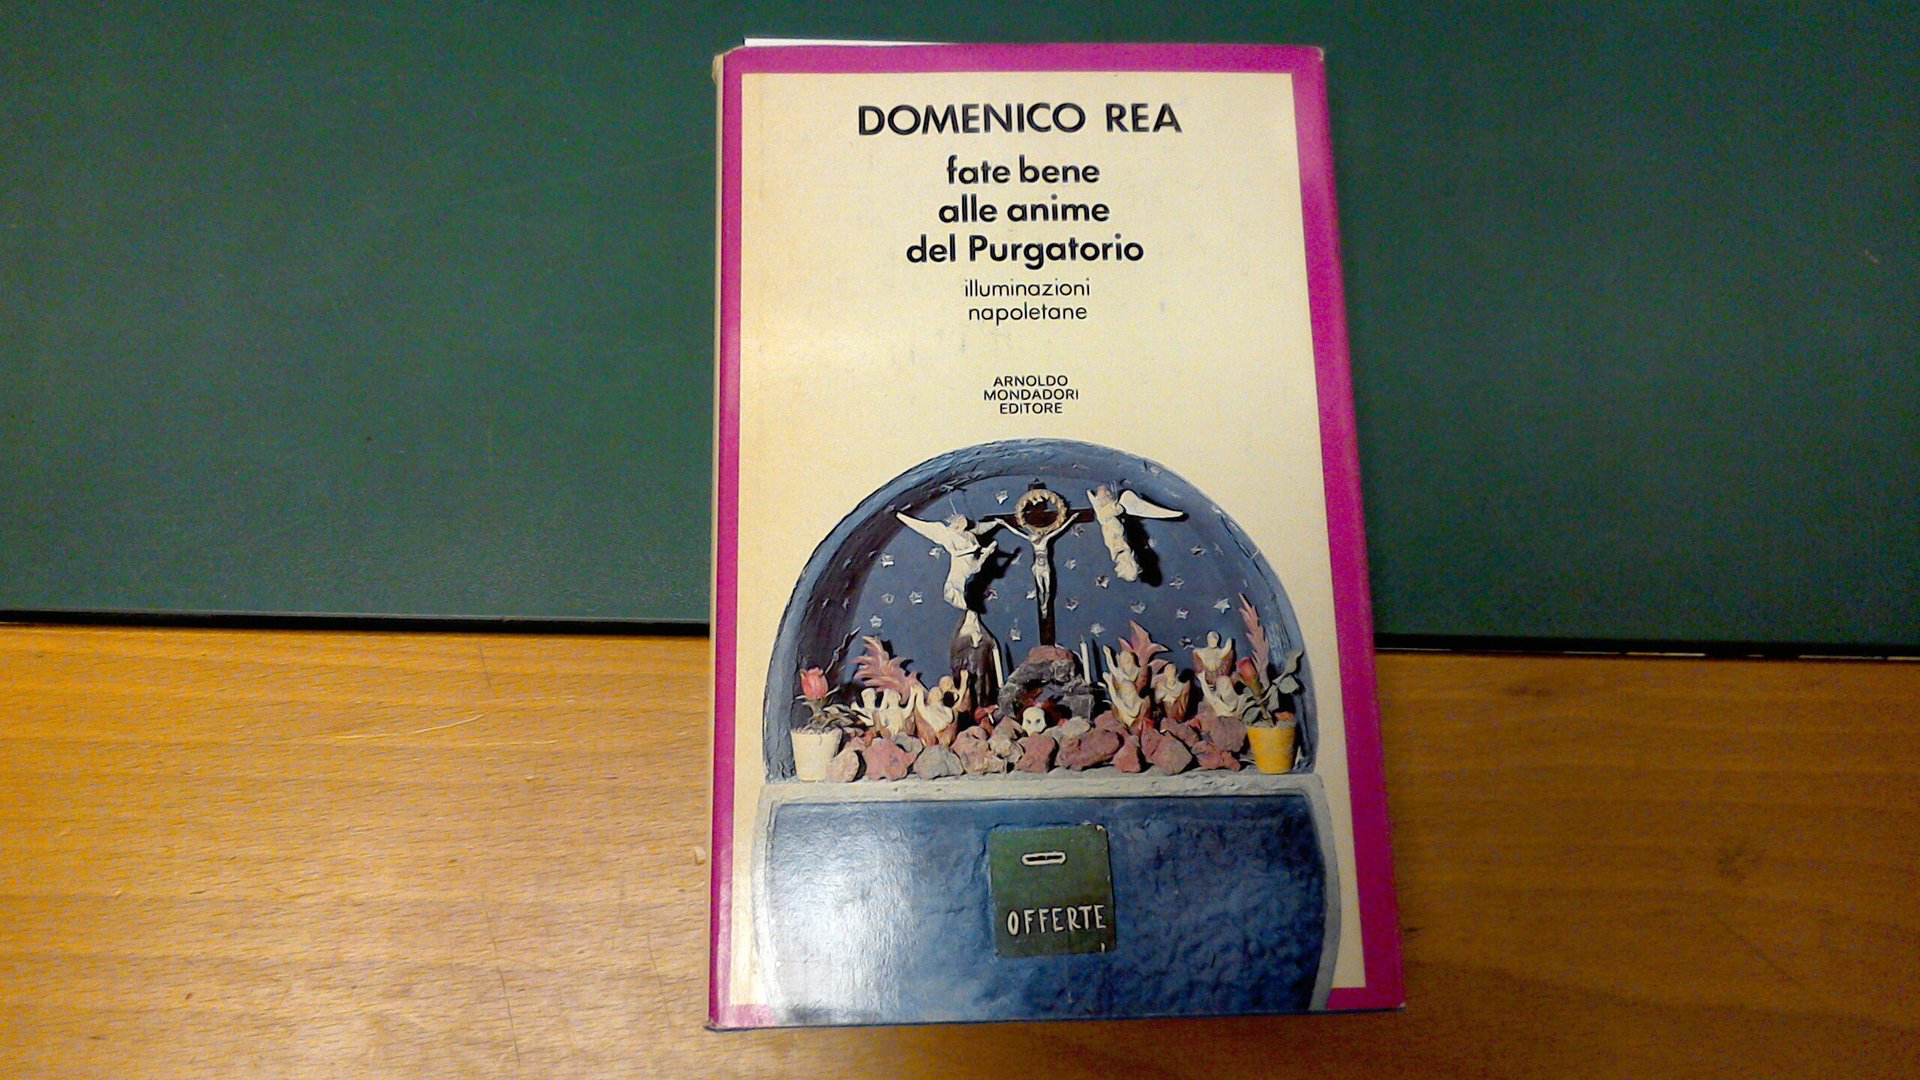 DOMENICO REA
fate bene
alle anime
del Purgatorio
illuminazioni
napoletane
ARNOLDO
MONDADORI
EDITORE
OFFERTE